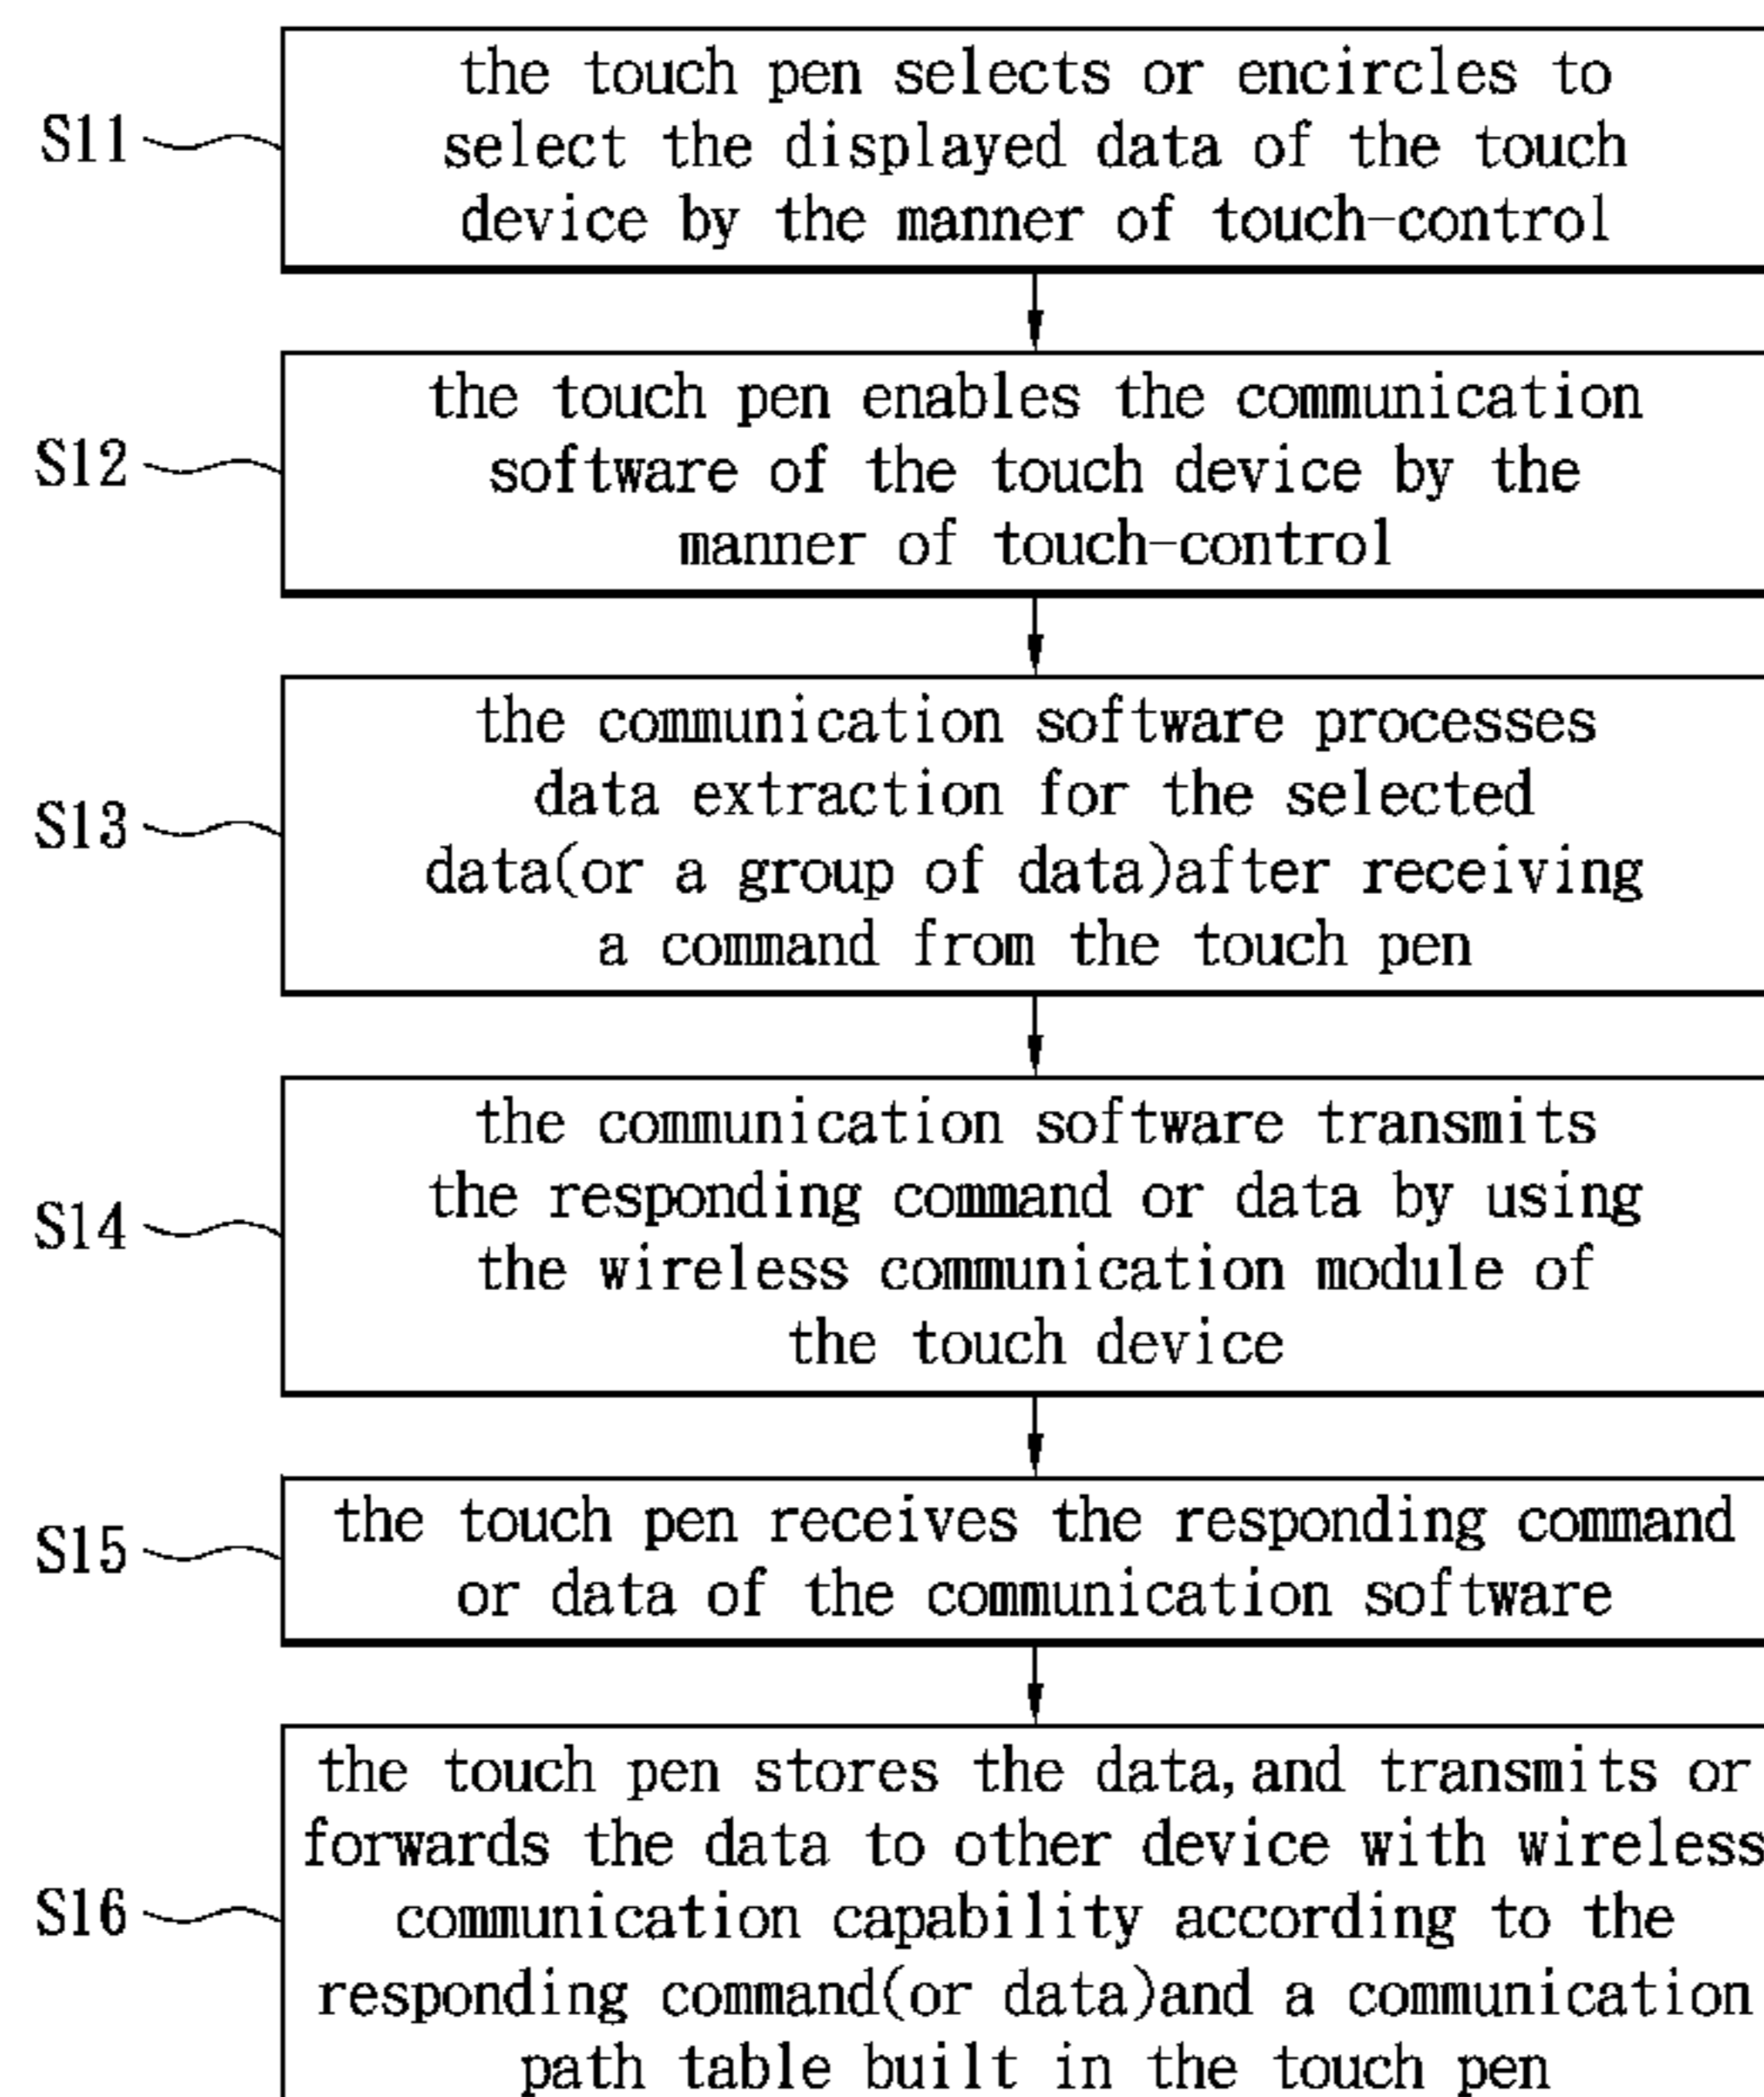 the touch pen selects or encircles to
S11 select the displayed data of the touch
device by the manner of touch-control
the touch pen enables the communication
S12 software of the touch device by the
manner of touch-control
the communication software processes
data extraction for the selected
S13 data(or a group of data)after receiving
a command from the touch pen
the communication software transmits
the responding command or data by using
S14 the wireless communication module of
the touch device
S15 the touch pen receives the responding command
or data of the communication software
the touch pen stores the data,and transmits or
forwards the data to other device with wireless
S16 communication capability according to the
responding command(or data)and a communication
path table built in the touch pen